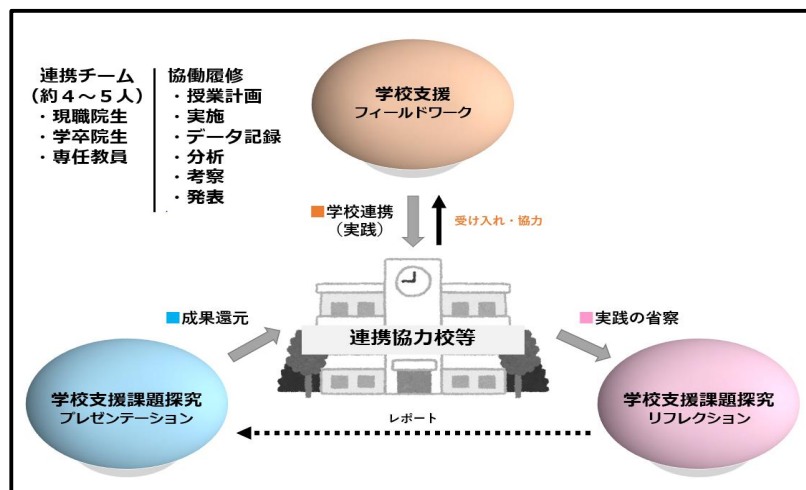 連携チーム
（約４～５人）
・現職院生
・学卒院生
・専任教員
協働履修
・授業計画
・実施
・データ記録
・分析
・考察
・発表
学校支援
フィールドワーク
■学校連携
（実践）
受け入れ・協力
■成果還元
連携協力校等
■実践の省察
学校支援課題探究
プレゼンテーション
レポート
学校支援課題探究
リフレクション